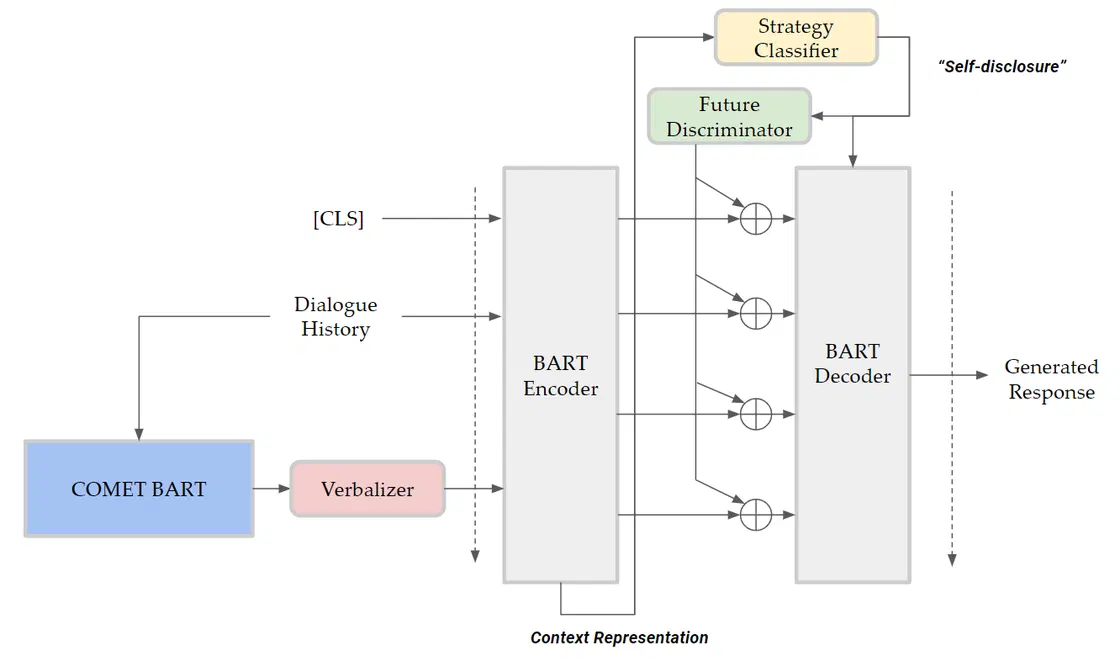 Strategy
Classifier
“Self-disclosure”
Future
Discriminator
[CLS]
Dialogue
History
BART
Encoder
BART
Decoder
Generated
Response
COMET BART
Verbalizer
Context Representation